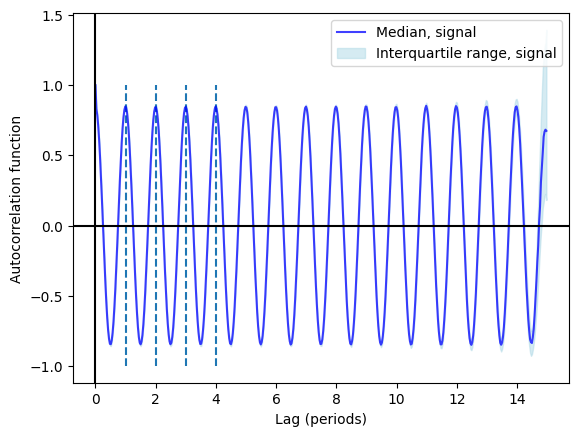 1.5
1.0
0.5
0.0
−0.5
−1.0
Autocorrelation function
Median, signal
Interquartile range, signal
0 2 4 6 8 10 12 14
Lag (periods)